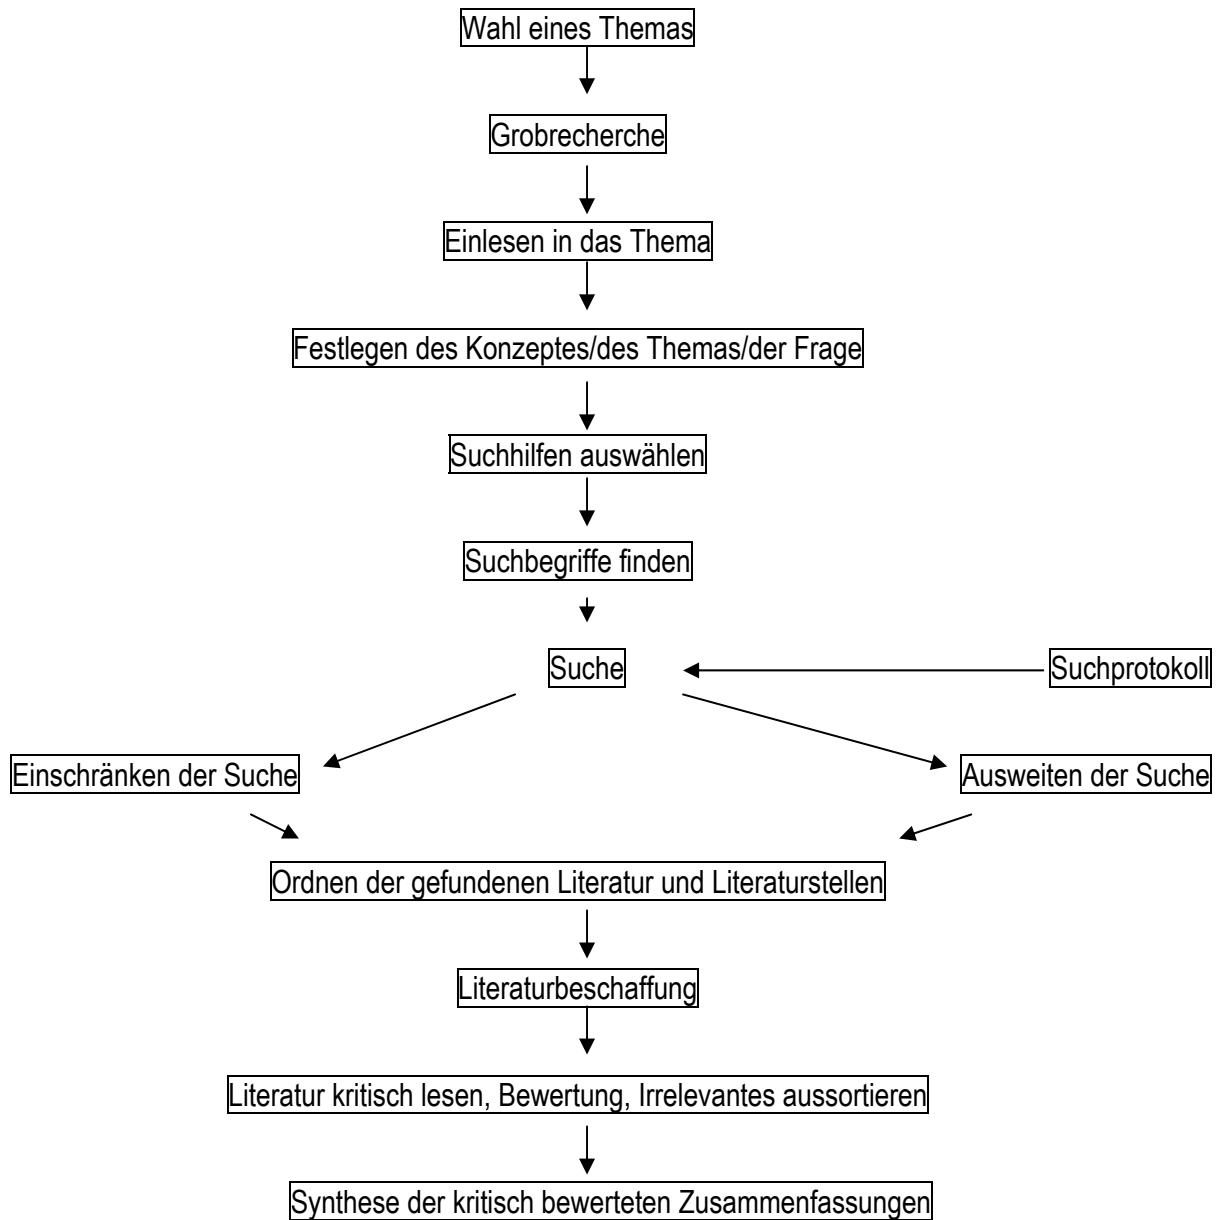 Wahl eines Themas
Grobrecherche
Einlesen in das Thema
Festlegen des Konzeptes/des Themas/der Frage
Suchhilfen auswählen
Suchbegriffe finden
Suche
Suchprotokoll
Einschränken der Suche
Ausweiten der Suche
Ordnen der gefundenen Literatur und Literaturstellen
Literaturbeschaffung
Literatur kritisch lesen, Bewertung, Irrelevantes aussortieren
Synthese der kritisch bewerteten Zusammenfassungen